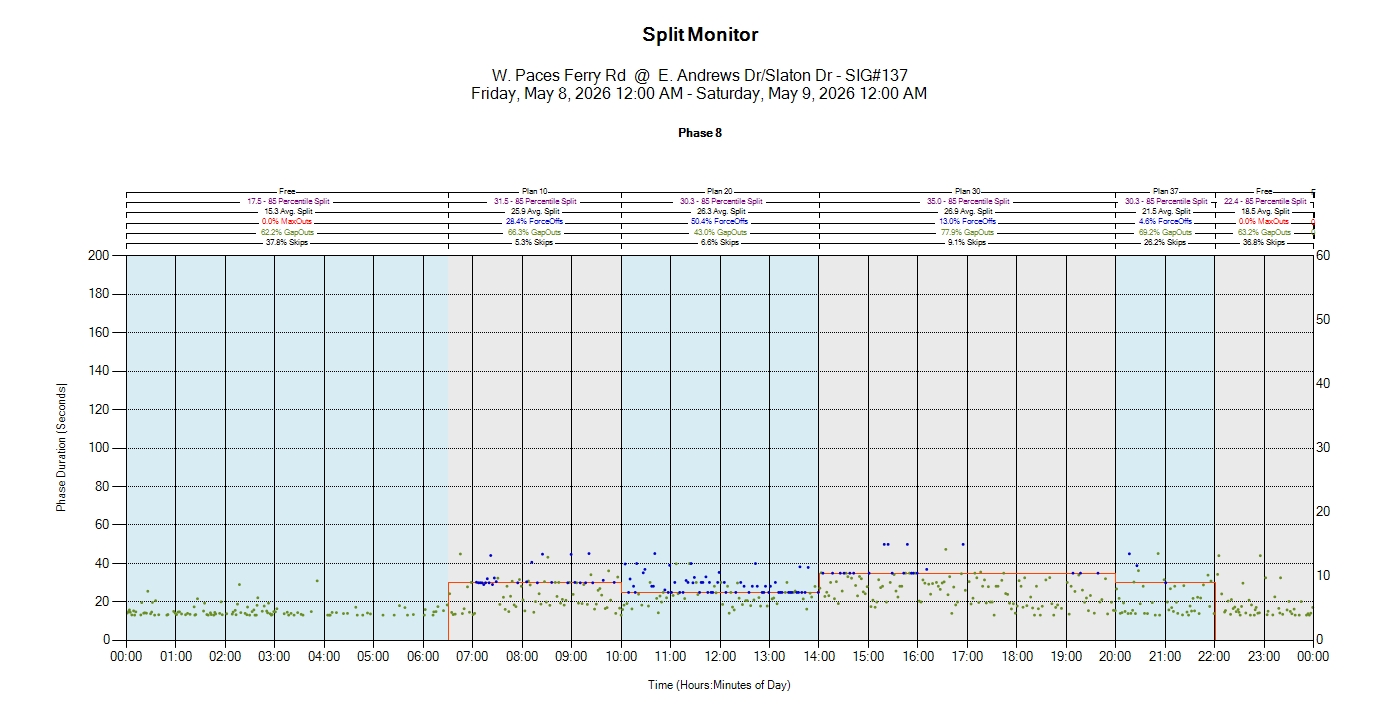 Split Monitor
W. Paces Ferry Rd @ E. Andrews Dr/Slaton Dr - SIG#137
Friday, May 8, 2026 12:00 AM - Saturday, May 9, 2026 12:00 AM
Phase 8
Free Plan 10 Plan 20 Plan 30 Plan 37 Free
17.5 - 85 Percentile Split 31.5 - 85 Percentile Split 30.3 - 85 Percentile Split 35.0 - 85 Percentile Split 30.3 - 85 Percentile Split 22.4 - 85 Percentile Split
15.3 Avg. Split 25.9 Avg. Split 26.3 Avg. Split 26.9 Avg. Split 21.5 Avg. Split 18.5 Avg. Split
0.0% MaxOuts 28.4% ForceOffs 50.4% ForceOffs 13.0% ForceOffs 4.6% ForceOffs 0.0% MaxOuts
62.2% GapOuts 66.3% GapOuts 43.0% GapOuts 77.9% GapOuts 69.2% GapOuts 63.2% GapOuts
37.8% Skips 5.3% Skips 6.6% Skips 9.1% Skips 26.2% Skips 36.8% Skips
200 60
180
160 50
140
120 40
100 30
80
60 20
40 10
20
0 0
Phase Duration (Seconds)
00:00 01:00 02:00 03:00 04:00 05:00 06:00 07:00 08:00 09:00 10:00 11:00 12:00 13:00 14:00 15:00 16:00 17:00 18:00 19:00 20:00 21:00 22:00 23:00 00:00
Time (Hours:Minutes of Day)